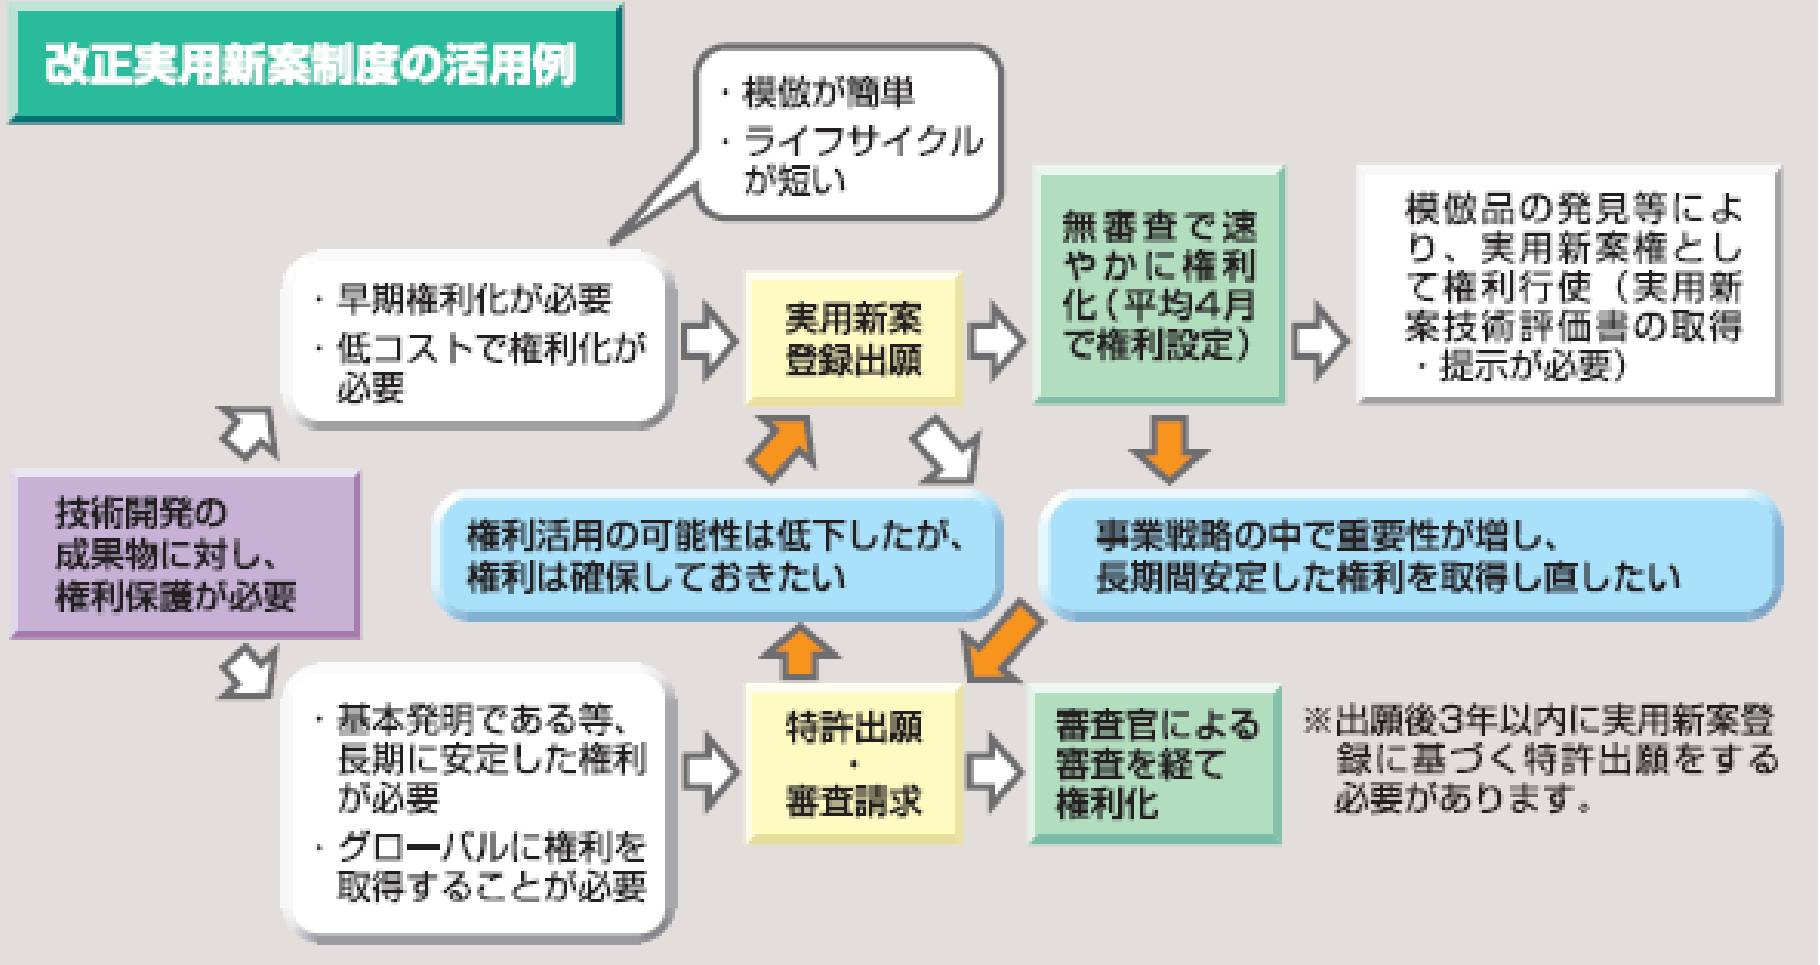 改正実用新案制度の活用例
・模倣が簡単
・ライフサイクル
が短い
・早期権利化が必要
・低コストで権利化が
必要
実用新案
登録出願
無審査で速
やかに権利
化（平均4月
で権利設定）
模倣品の発見等によ
り、実用新案権とし
て権利行使（実用新
案技術評価書の取得
・提示が必要）
技術開発の
成果物に対し、
権利保護が必要
権利活用の可能性は低下したが、
権利は確保しておきたい
事業戦略の中で重要性が増し、
長期間安定した権利を取得し直したい
・基本発明である等、
長期に安定した権利
が必要
・グローバルに権利を
取得することが必要
特許出願
・
審査請求
審査官による
審査を経て
権利化
※出願後3年以内に実用新案登
録に基づく特許出願をする
必要があります。